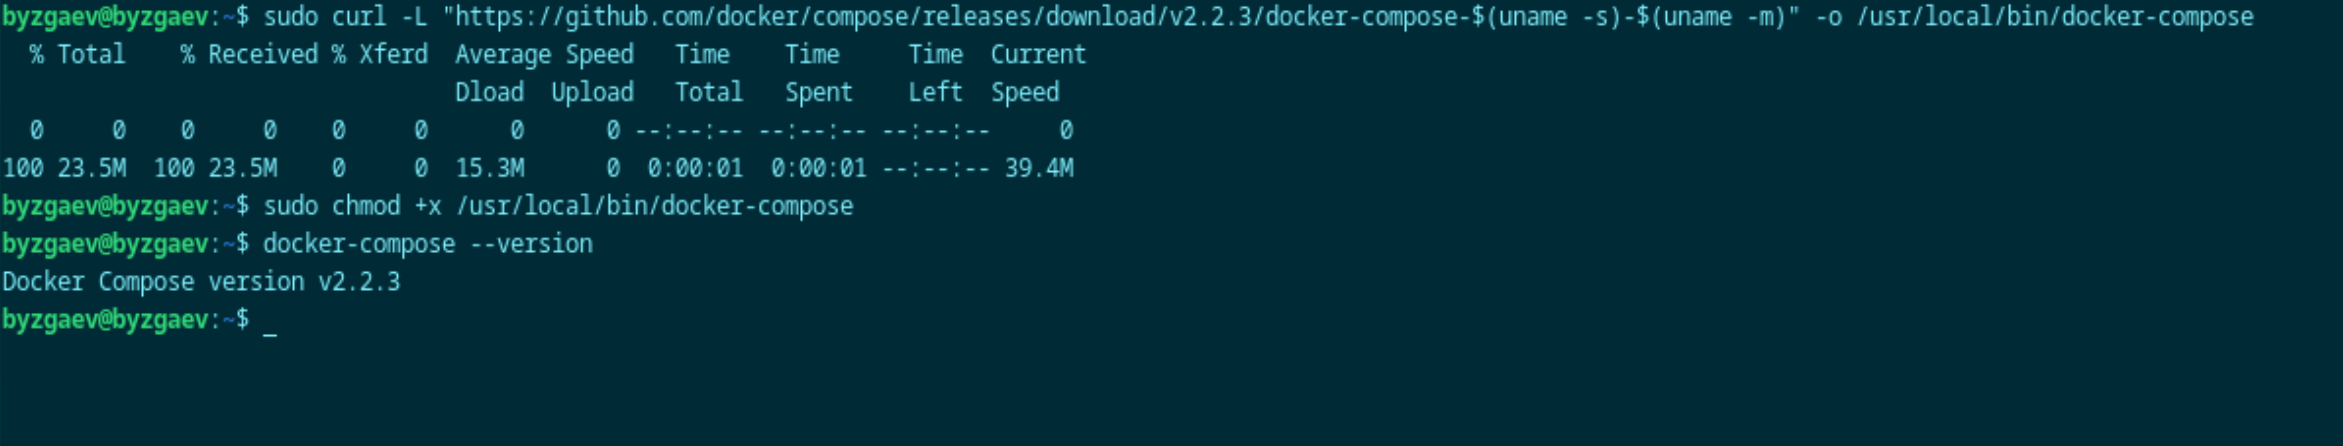 byzgaev@byzgaev:~$ sudo curl -L "https://github.com/docker/compose/releases/download/v2.2.3/docker-compose-$(uname -s)-$(uname -m)" -o /usr/local/bin/docker-compose
  % Total    % Received % Xferd  Average Speed   Time    Time     Time  Current
                                 Dload  Upload   Total   Spent    Left  Speed
  0     0    0     0    0     0      0      0 --:--:-- --:--:-- --:--:--     0
100 23.5M  100 23.5M    0     0  15.3M      0  0:00:01  0:00:01 --:--:-- 39.4M
byzgaev@byzgaev:~$ sudo chmod +x /usr/local/bin/docker-compose
byzgaev@byzgaev:~$ docker-compose --version
Docker Compose version v2.2.3
byzgaev@byzgaev:~$ _